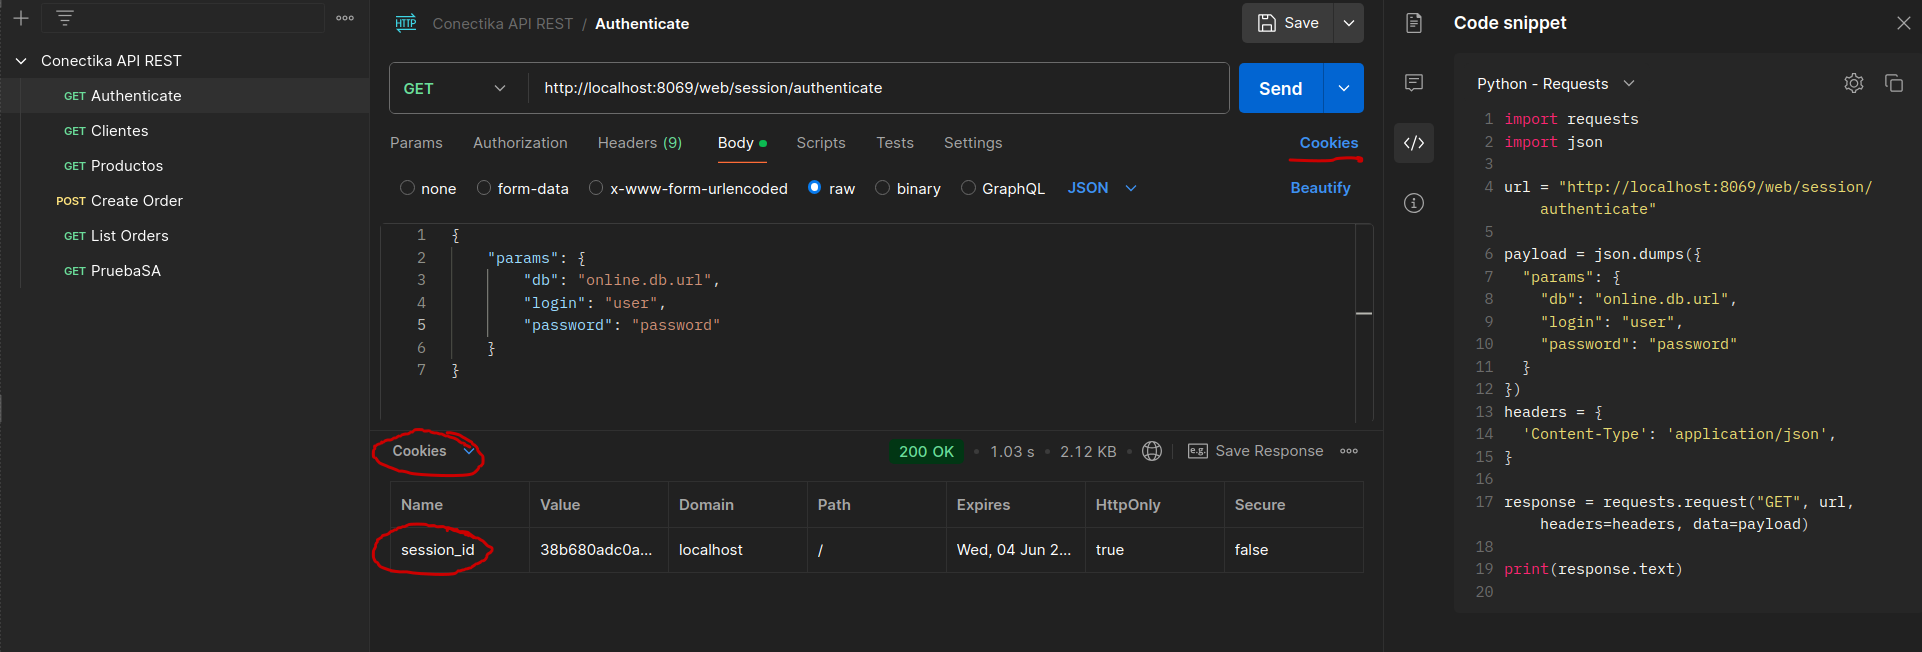 Conectika API REST
GET Authenticate
GET Clientes
GET Productos
POST Create Order
GET List Orders
GET PruebaSA
HTTP Conectika API REST / Authenticate
Save
GET http://localhost:8069/web/session/authenticate
Send
Params Authorization Headers (9) Body Scripts Tests Settings Cookies
none form-data x-www-form-urlencoded raw binary GraphQL JSON Beautify
1 {
2 "params": {
3 "db": "online.db.url",
4 "login": "user",
5 "password": "password"
6 }
7 }
Cookies 200 OK • 1.03 s • 2.12 KB • e.g. Save Response
Name Value Domain Path Expires HttpOnly Secure
session_id 38b680adc0a... localhost / Wed, 04 Jun 2... true false
Code snippet
Python - Requests
1 import requests
2 import json
3
4 url = "http://localhost:8069/web/session/
authenticate"
5
6 payload = json.dumps({
7 "params": {
8 "db": "online.db.url",
9 "login": "user",
10 "password": "password"
11 }
12 })
13 headers = {
14 'Content-Type': 'application/json',
15 }
16
17 response = requests.request("GET", url,
headers=headers, data=payload)
18
19 print(response.text)
20